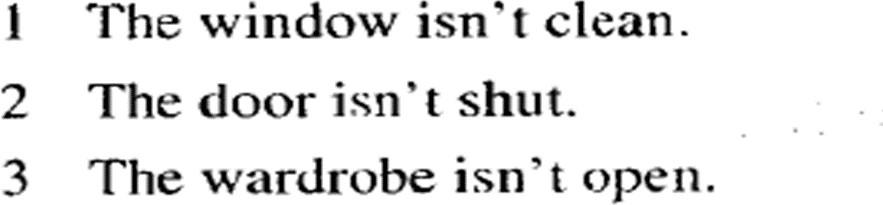 1 The window isn't clean.
2 The door isn't shut.
3 The wardrobe isn't open.